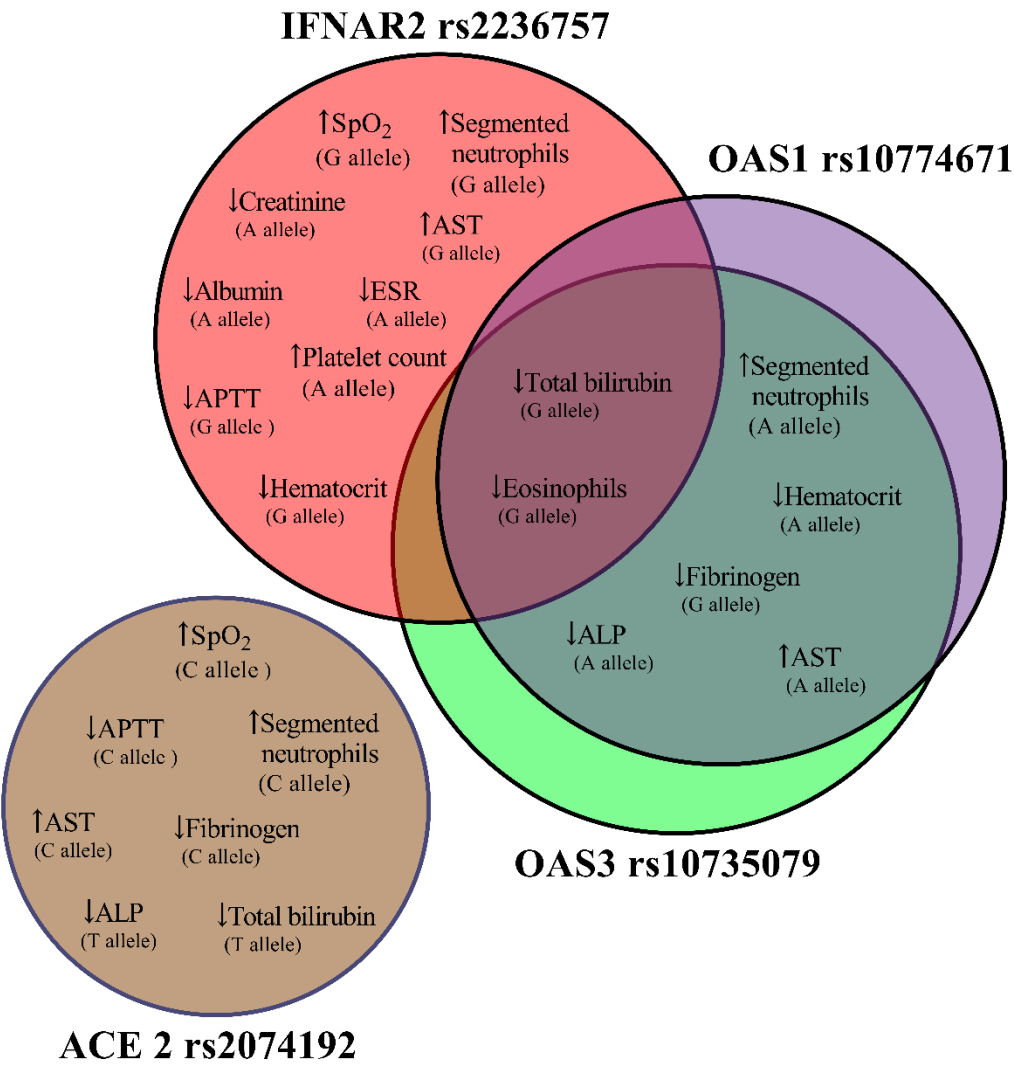 IFNAR2 rs2236757
↑SpO₂
(G allele)
↑Segmented
neutrophils
(G allele)
↓Creatinine
(A allele)
↑AST
(G allele)
↓Albumin
(A allele)
↓ESR
(A allele)
↑Platelet count
(A allele)
↓APTT
(G allele )
↓Hematocrit
(G allele)
OAS1 rs10774671
↓Total bilirubin
(G allele)
↓Eosinophils
(G allele)
↑Segmented
neutrophils
(A allele)
↓Hematocrit
(A allele)
↓Fibrinogen
(G allele)
↓ALP
(A allele)
↑AST
(A allele)
OAS3 rs10735079
↑SpO₂
(C allele )
↓APTT
(C allele )
↑Segmented
neutrophils
(C allele)
↑AST
(C allele)
↓Fibrinogen
(C allele)
↓ALP
(T allele)
↓Total bilirubin
(T allele)
ACE 2 rs2074192